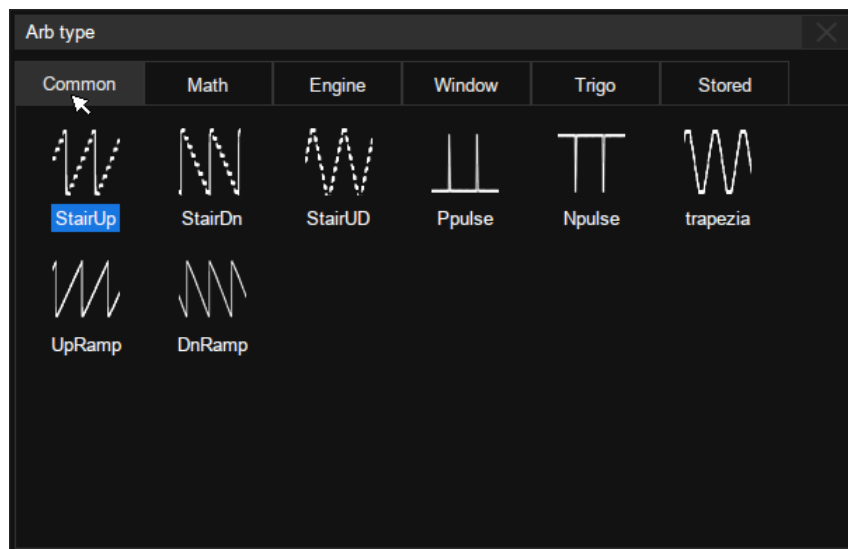 Arb type
Common Math Engine Window Trigo Stored
StairUp StairDn StairUD Ppulse Npulse trapezia
UpRamp DnRamp